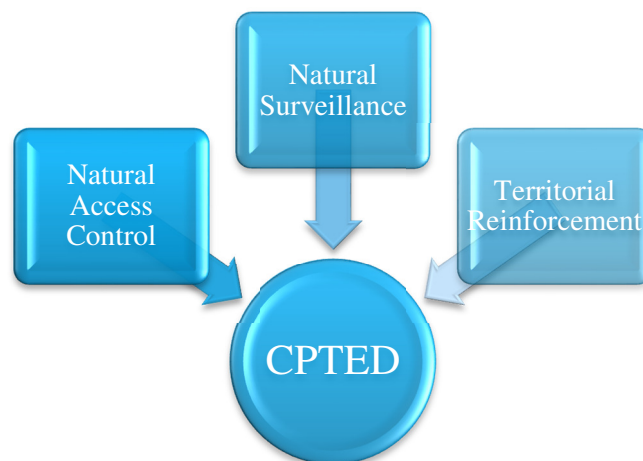 Natural
Access
Control
Natural
Surveillance
Territorial
Reinforcement
CPTED